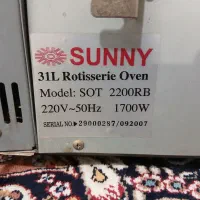 SUNNY
31L Rotisserie Oven
Model: SOT 2200RB
220V~50Hz 1700W
SERIAL NO.▶29000287/092007